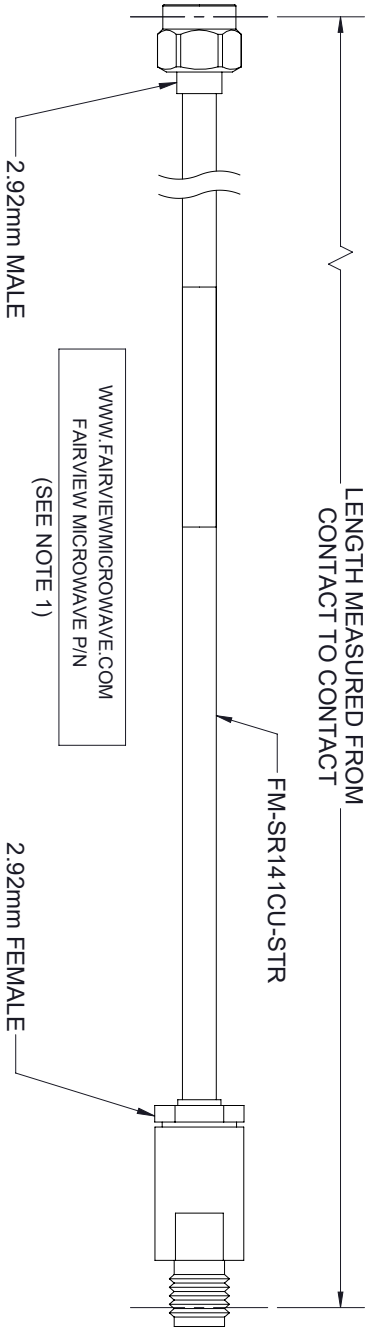 LENGTH MEASURED FROM
CONTACT TO CONTACT
FM-SR141CU-STR
2.92mm MALE
WWW.FAIRVIEWMICROWAVE.COM
FAIRVIEW MICROWAVE P/N
(SEE NOTE 1)
2.92mm FEMALE